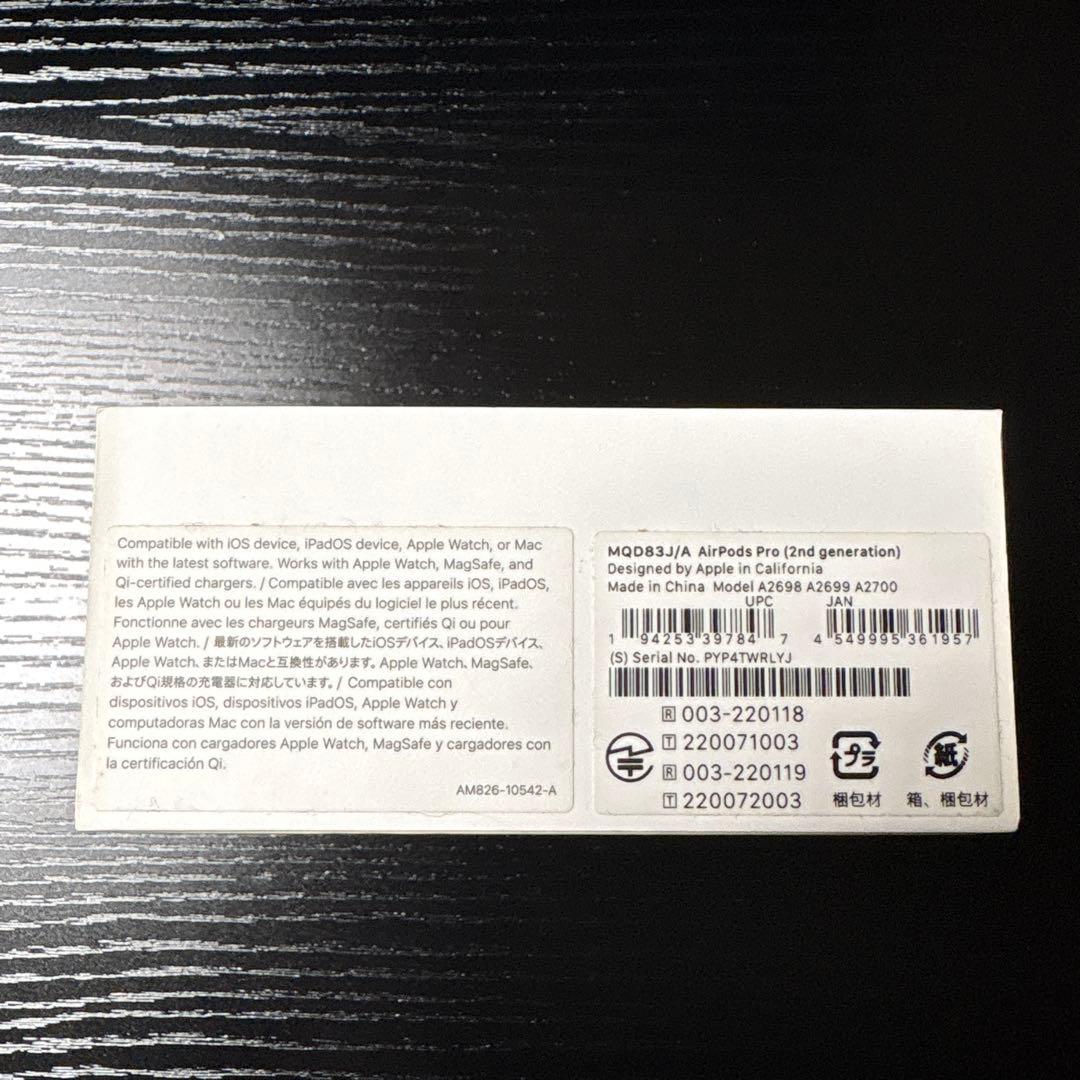 Compatible with iOS device, iPadOS device, Apple Watch, or Mac
with the latest software. Works with Apple Watch, MagSafe, and
Qi-certified chargers. / Compatible avec les appareils iOS, iPadOS,
les Apple Watch ou les Mac équipés du logiciel le plus récent.
Fonctionne avec les chargeurs MagSafe, certifiés Qi ou pour
Apple Watch. / 最新のソフトウェアを搭載したiOSデバイス、iPadOSデバイス、
Apple Watch、またはMacと互換性があります。Apple Watch、MagSafe、
およびQi規格の充電器に対応しています。/ Compatible con
dispositivos iOS, dispositivos iPadOS, Apple Watch y
computadoras Mac con la versión de software más reciente.
Funciona con cargadores Apple Watch, MagSafe y cargadores con
la certificación Qi.
AM826-10542-A
MQD83J/A AirPods Pro (2nd generation)
Designed by Apple in California
Made in China Model A2698 A2699 A2700
UPC JAN
1 94253 39784 7 4 549995 361957
(S) Serial No. PYP4TWRLYJ
R 003-220118
T 220071003
R 003-220119
T 220072003
プラ
梱包材
紙
箱、梱包材